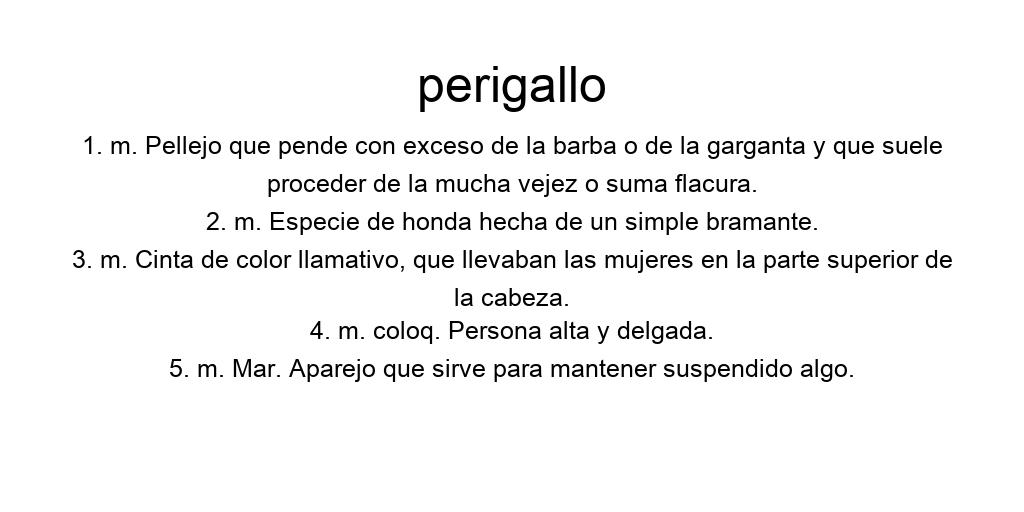 perigallo
1. m. Pellejo que pende con exceso de la barba o de la garganta y que suele
proceder de la mucha vejez o suma flacura.
2. m. Especie de honda hecha de un simple bramante.
3. m. Cinta de color llamativo, que llevaban las mujeres en la parte superior de
la cabeza.
4. m. coloq. Persona alta y delgada.
5. m. Mar. Aparejo que sirve para mantener suspendido algo.